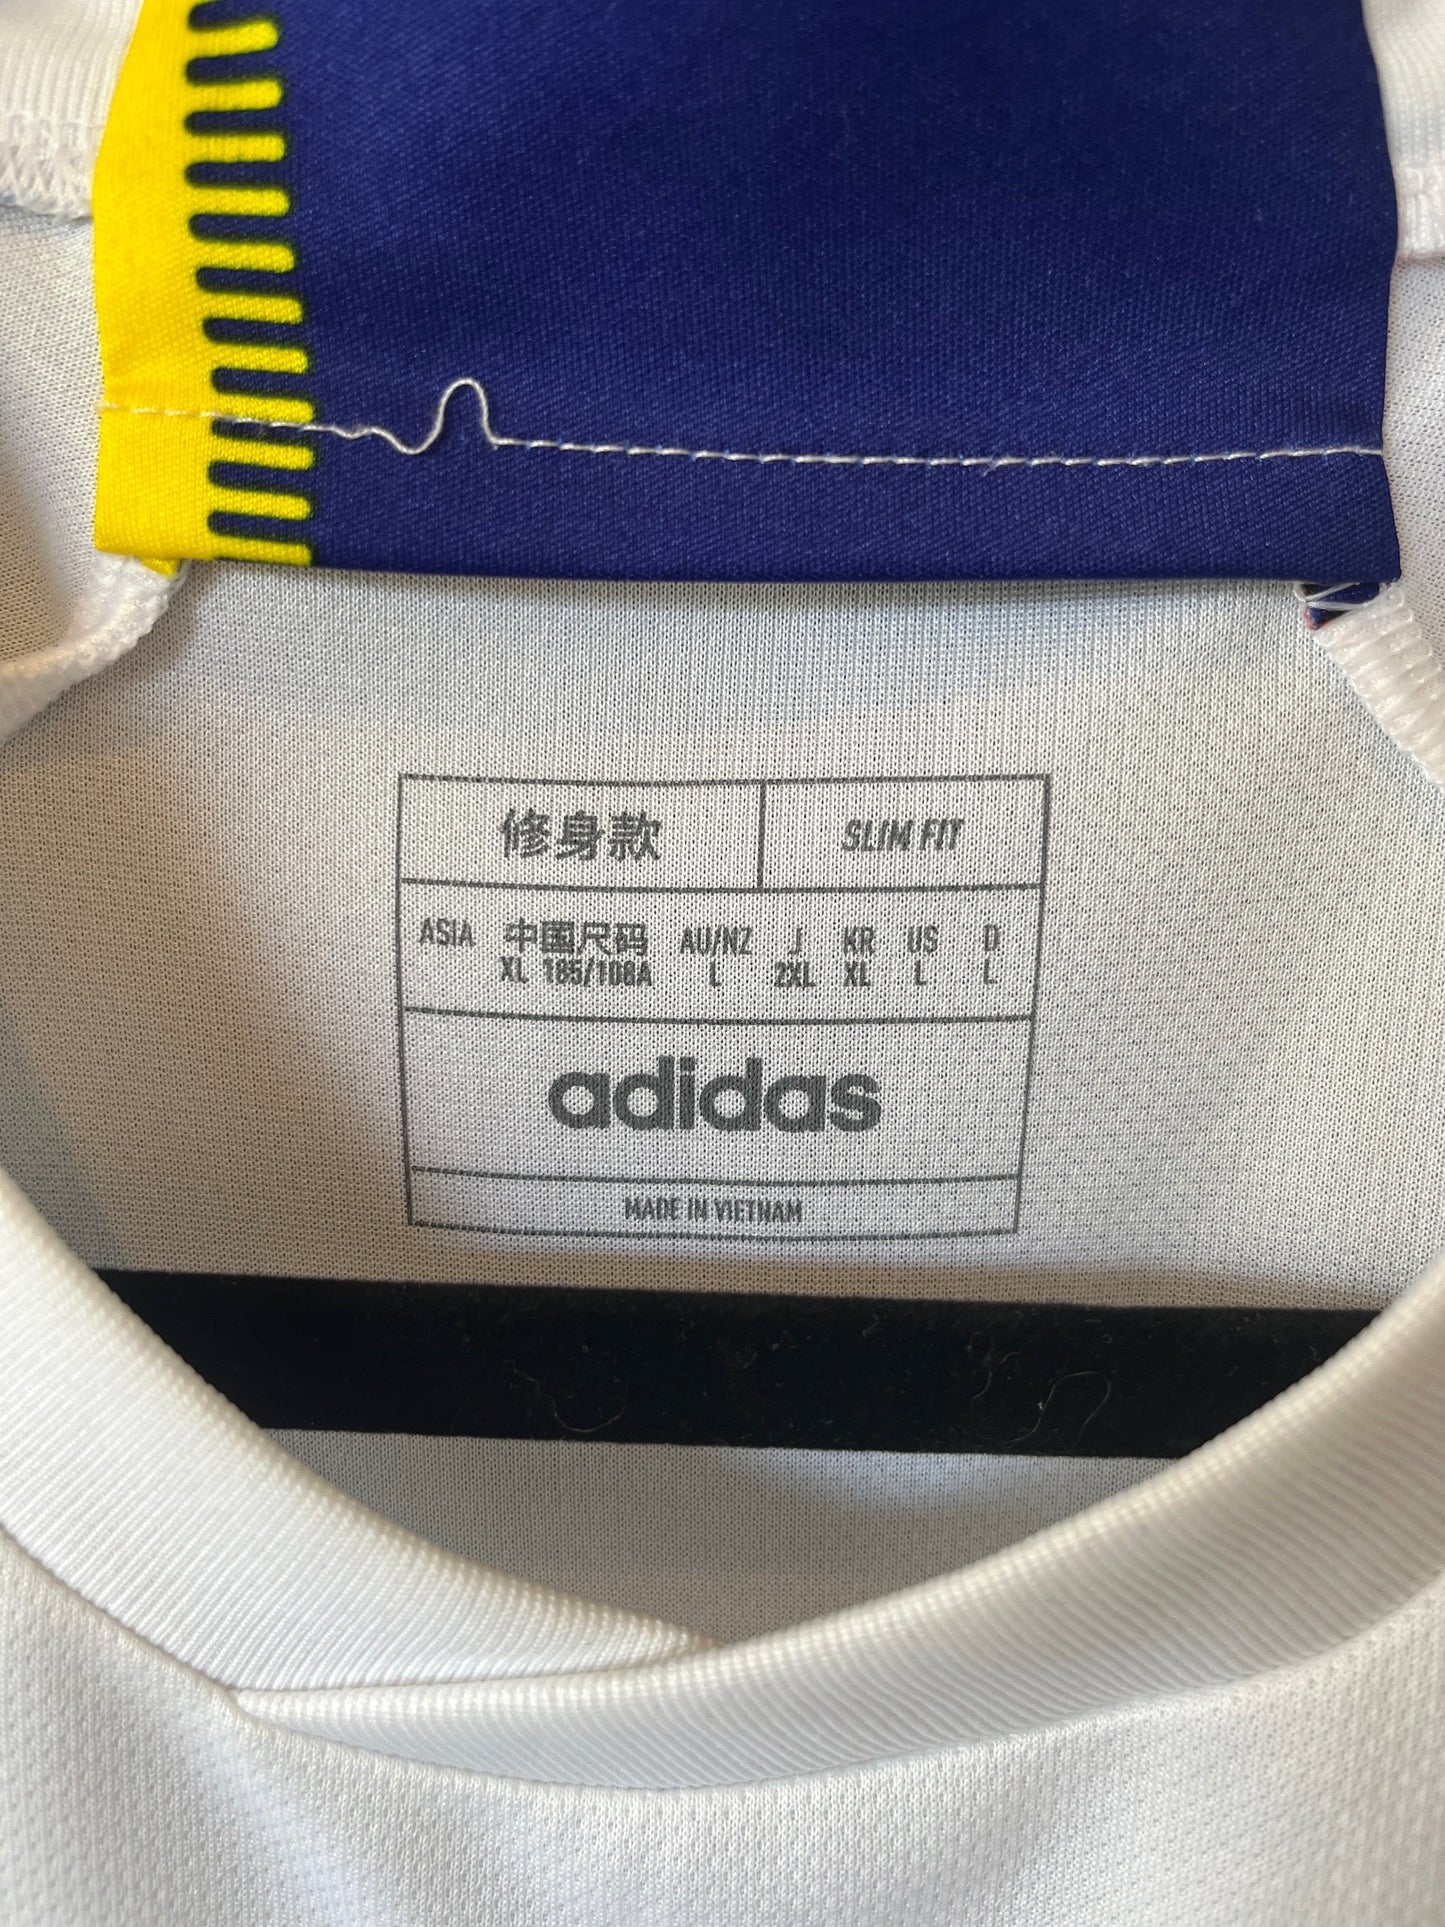 修身款 SLIM FIT
ASIA 中国尺码 AU/NZ J KR US D
XL 185/108A L 2XL XL L L
adidas
MADE IN VIETNAM